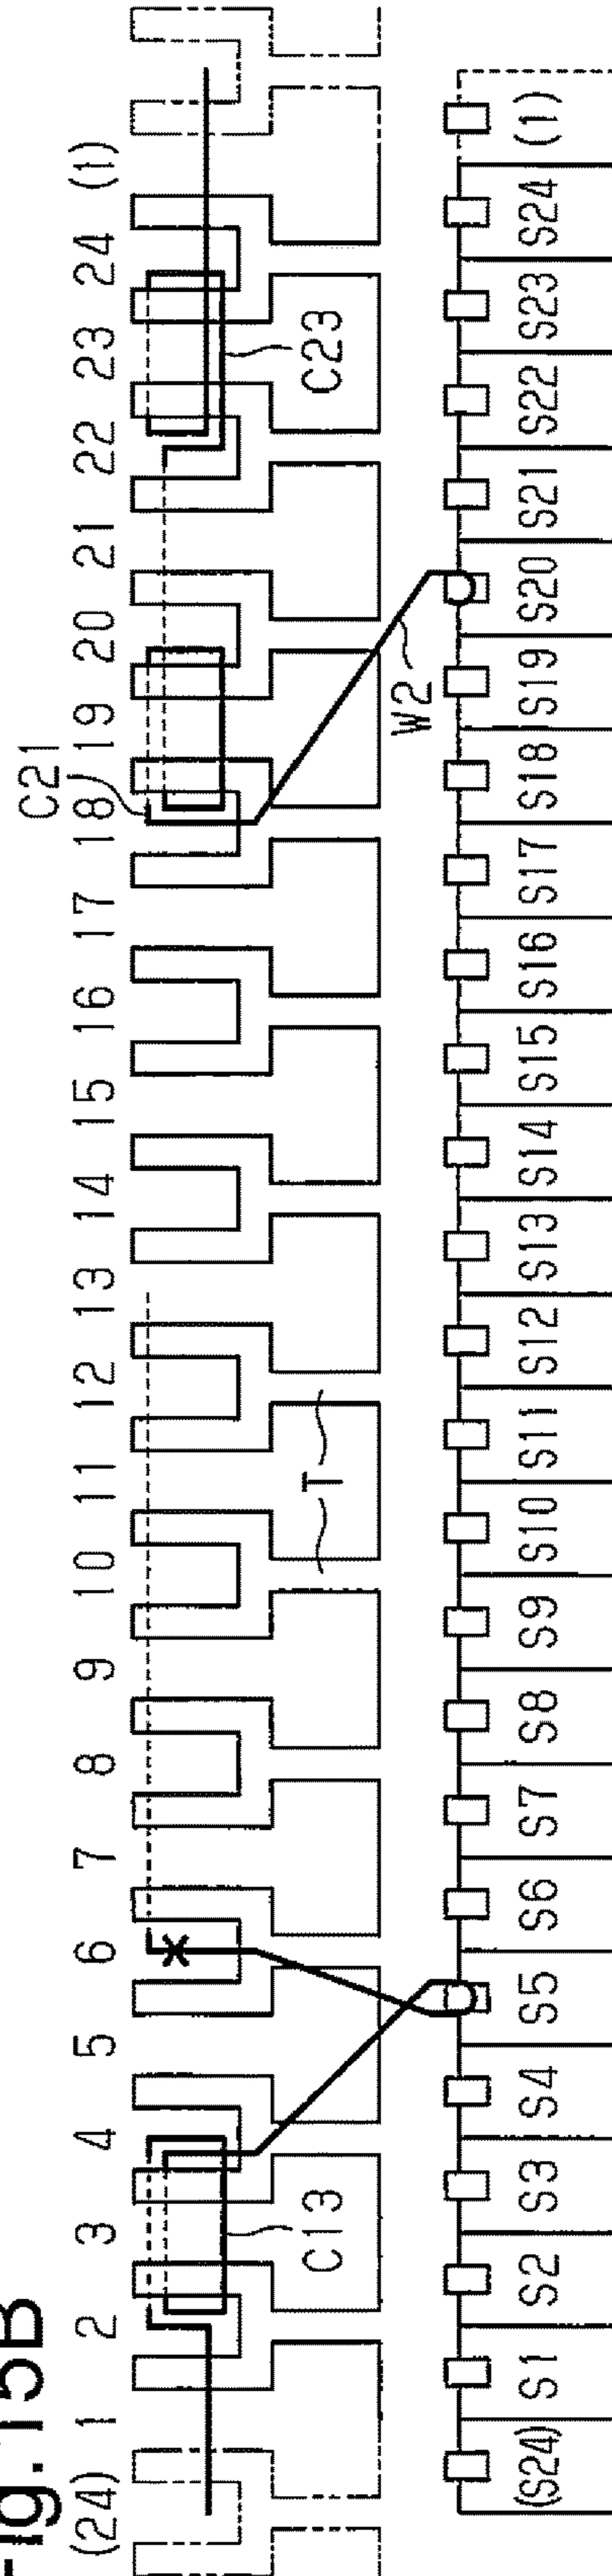 Fig.15B
C21
(24) 1 2 3 4 5 6 7 8 9 10 11 12 13 14 15 16 17 18 19 20 21 22 23 24 (1)
C13 T C23
W2
(S24) S1 S2 S3 S4 S5 S6 S7 S8 S9 S10 S11 S12 S13 S14 S15 S16 S17 S18 S19 S20 S21 S22 S23 S24 (1)